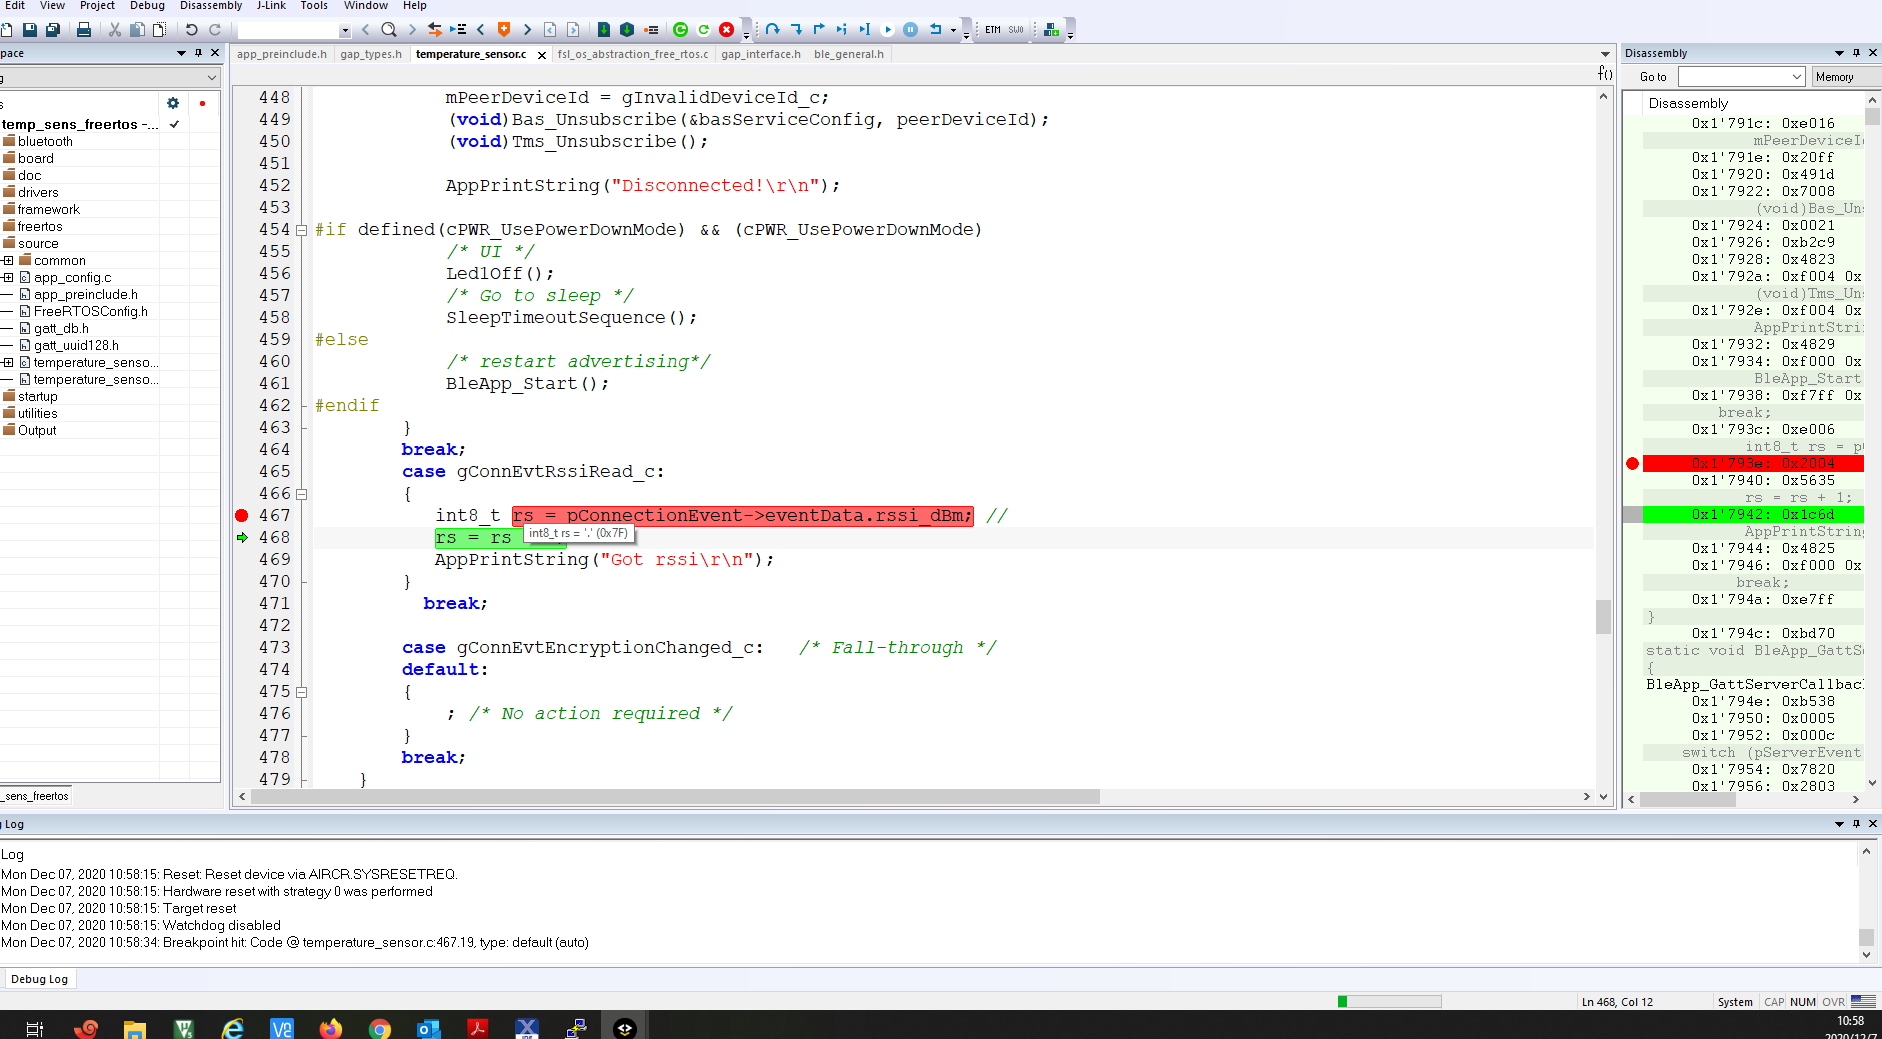 Edit View Project Debug Disassembly J-Link Tools Window Help
ETM SWO
pace
app_preinclude.h gap_types.h temperature_sensor.c fsl_os_abstraction_free_rtos.c gap_interface.h ble_general.h
f()
temp_sens_freertos -...
bluetooth
board
doc
drivers
framework
freertos
source
common
app_config.c
app_preinclude.h
FreeRTOSConfig.h
gatt_db.h
gatt_uuid128.h
temperature_senso...
temperature_senso...
startup
utilities
Output
_sens_freertos
448 mPeerDeviceId = gInvalidDeviceId_c;
449 (void)Bas_Unsubscribe(&basServiceConfig, peerDeviceId);
450 (void)Tms_Unsubscribe();
451
452 AppPrintString("Disconnected!\r\n");
453
454 #if defined(cPWR_UsePowerDownMode) && (cPWR_UsePowerDownMode)
455 /* UI */
456 Led1Off();
457 /* Go to sleep */
458 SleepTimeoutSequence();
459 #else
460 /* restart advertising*/
461 BleApp_Start();
462 #endif
463 }
464 break;
465 case gConnEvtRssiRead_c:
466 {
467 int8_t rs = pConnectionEvent->eventData.rssi_dBm; //
468 rs = rs
int8_t rs = '.' (0x7F)
469 AppPrintString("Got rssi\r\n");
470 }
471 break;
472
473 case gConnEvtEncryptionChanged_c: /* Fall-through */
474 default:
475 {
476 ; /* No action required */
477 }
478 break;
479 }
Disassembly
Go to Memory
Disassembly
0x1'791c: 0xe016
mPeerDeviceId
0x1'791e: 0x20ff
0x1'7920: 0x491d
0x1'7922: 0x7008
(void)Bas_Uns
0x1'7924: 0x0021
0x1'7926: 0xb2c9
0x1'7928: 0x4823
0x1'792a: 0xf004 0x
(void)Tms_Uns
0x1'792e: 0xf004 0x
AppPrintStri
0x1'7932: 0x4829
0x1'7934: 0xf000 0x
BleApp_Start
0x1'7938: 0xf7ff 0x
break;
0x1'793c: 0xe006
int8_t rs = pC
0x1'793e: 0x2004
0x1'7940: 0x5635
rs = rs + 1;
0x1'7942: 0x1c6d
AppPrintString
0x1'7944: 0x4825
0x1'7946: 0xf000 0x
break;
0x1'794a: 0xe7ff
}
0x1'794c: 0xbd70
static void BleApp_GattSe
{
BleApp_GattServerCallbac
0x1'794e: 0xb538
0x1'7950: 0x0005
0x1'7952: 0x000c
switch (pServerEvent
0x1'7954: 0x7820
0x1'7956: 0x2803
g Log
Log
Mon Dec 07, 2020 10:58:15: Reset: Reset device via AIRCR.SYSRESETREQ.
Mon Dec 07, 2020 10:58:15: Hardware reset with strategy 0 was performed
Mon Dec 07, 2020 10:58:15: Target reset
Mon Dec 07, 2020 10:58:15: Watchdog disabled
Mon Dec 07, 2020 10:58:34: Breakpoint hit: Code @ temperature_sensor.c:467.19, type: default (auto)
Debug Log
Ln 468, Col 12 System CAP NUM OVR
10:58
2020/12/7